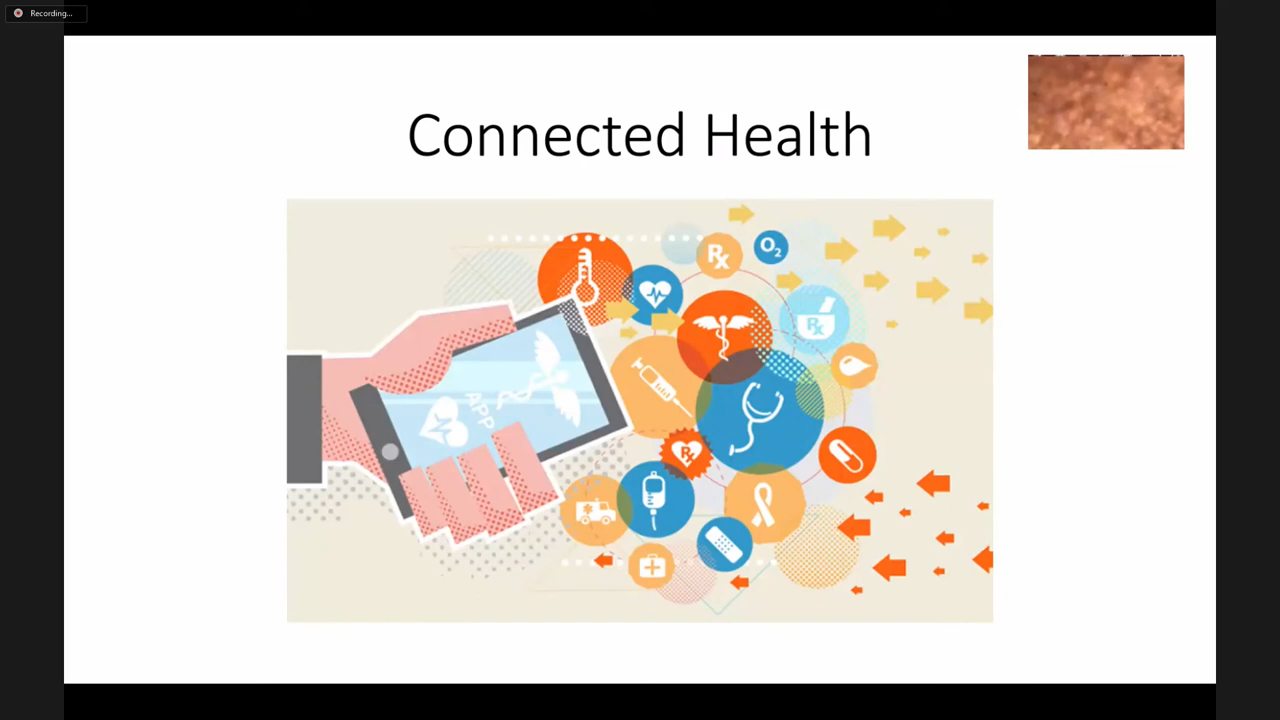 Recording...
Connected Health
Rx
O₂
Rx
APP
Rx